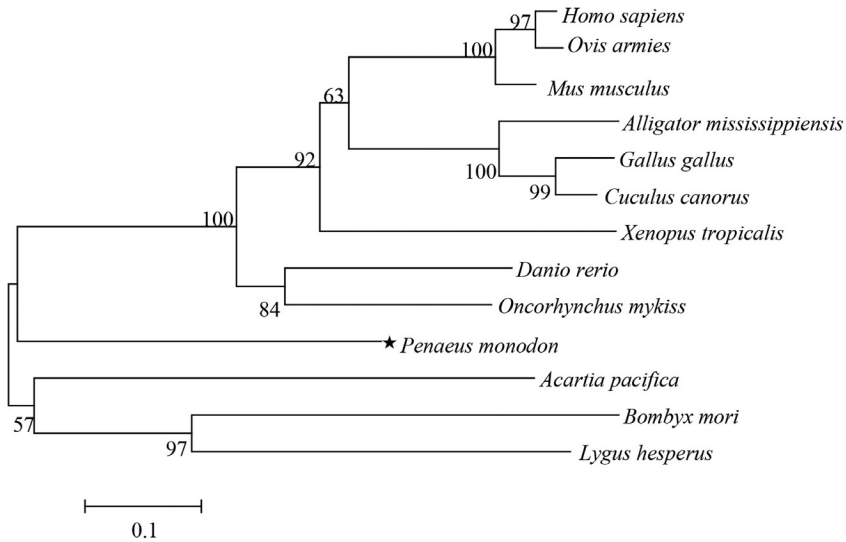 97
Homo sapiens
Ovis armies
100
Mus musculus
63
Alligator mississippiensis
92
Gallus gallus
100
99
Cuculus canorus
100
Xenopus tropicalis
Danio rerio
84
Oncorhynchus mykiss
★ Penaeus monodon
Acartia pacifica
57
Bombyx mori
97
Lygus hesperus
0.1